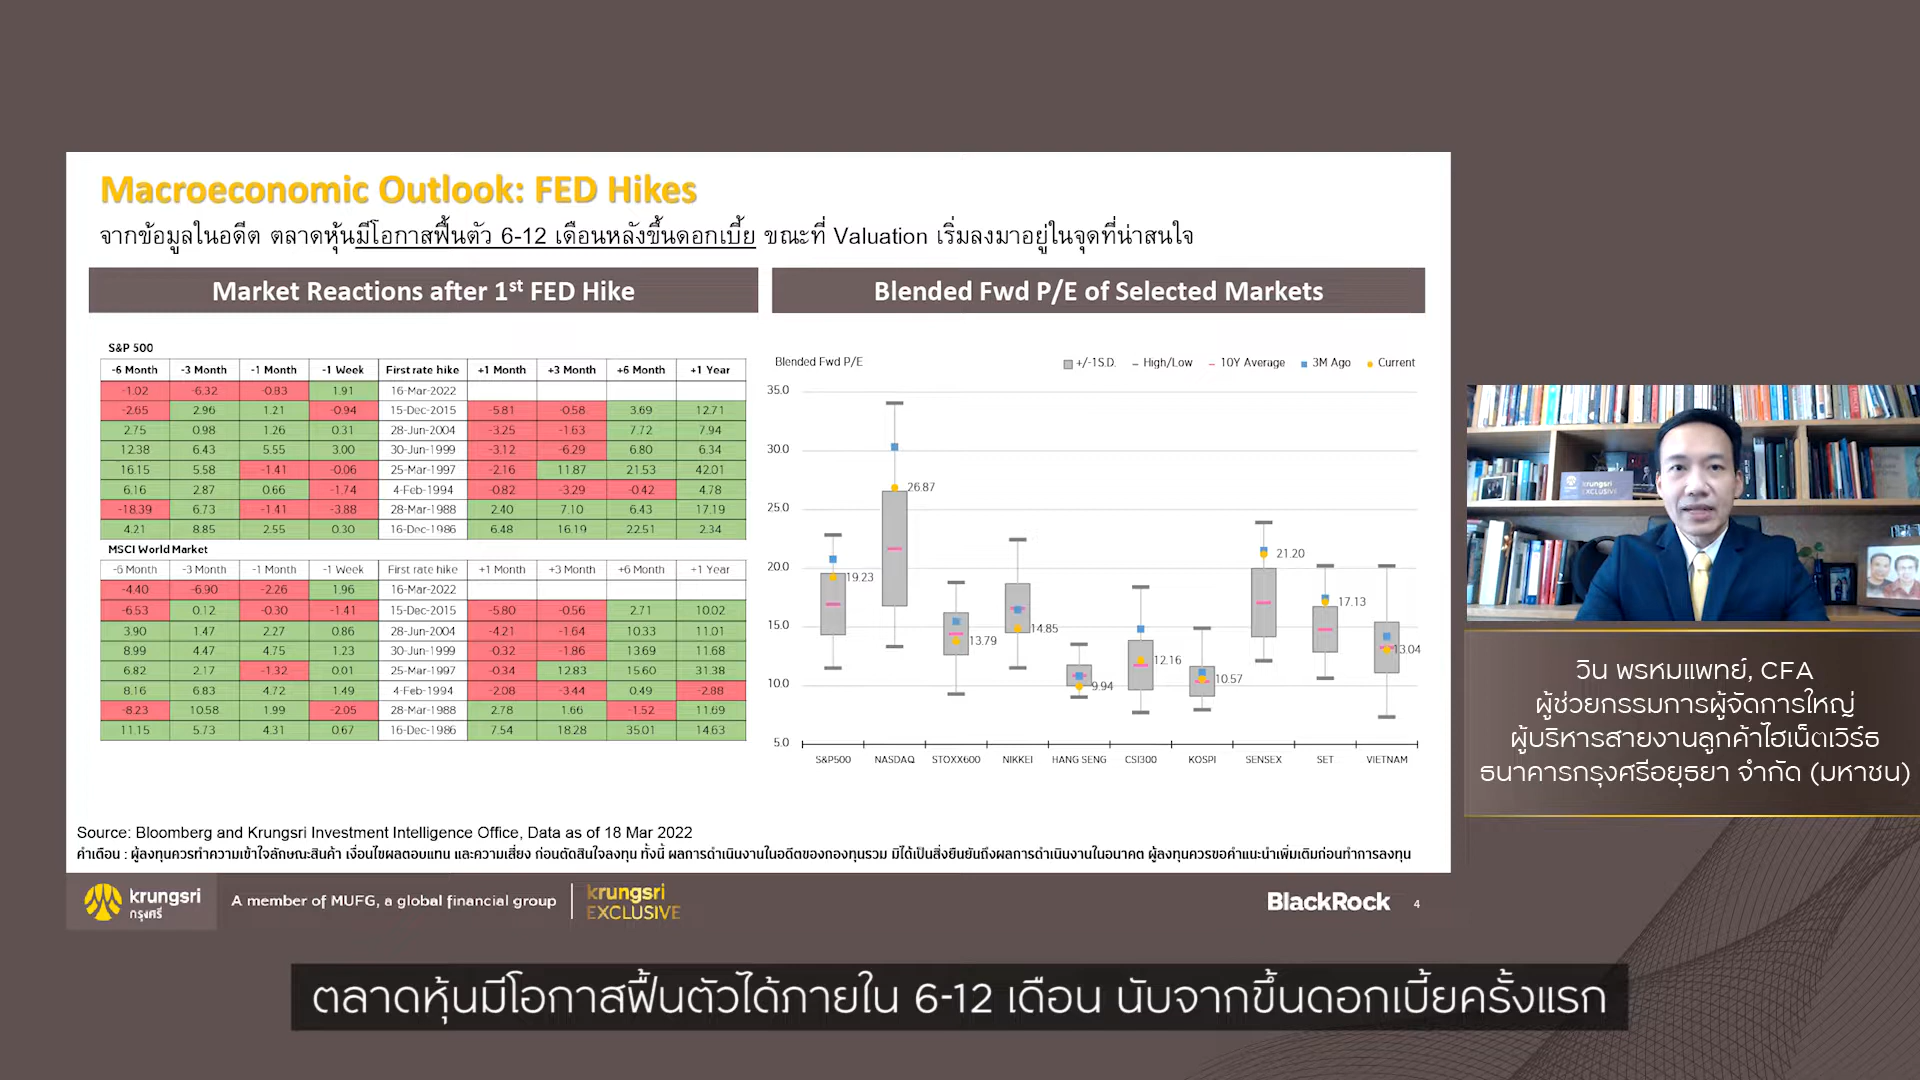 Macroeconomic Outlook: FED Hikes
จากข้อมูลในอดีต ตลาดหุ้นมีโอกาสฟื้นตัว 6-12 เดือนหลังขึ้นดอกเบี้ย ขณะที่ Valuation เริ่มลงมาอยู่ในจุดที่น่าสนใจ
Market Reactions after 1st FED Hike
S&P 500
-6 Month -3 Month -1 Month -1 Week First rate hike +1 Month +3 Month +6 Month +1 Year
-1.02 -6.32 -0.83 1.91 16-Mar-2022
-2.65 2.96 1.21 -0.94 15-Dec-2015 -5.81 -0.58 3.69 12.71
2.75 0.98 1.26 0.31 28-Jun-2004 -3.25 -1.63 7.72 7.94
12.38 6.43 5.55 3.00 30-Jun-1999 -3.12 -6.29 6.80 6.34
16.15 5.58 -1.41 -0.06 25-Mar-1997 -2.16 11.87 21.53 42.01
6.16 2.87 0.66 -1.74 4-Feb-1994 -0.82 -3.29 -0.42 4.78
-18.39 6.73 -1.41 -3.88 28-Mar-1988 2.40 7.10 6.43 17.19
4.21 8.85 2.55 0.30 16-Dec-1986 6.48 16.19 22.51 2.34
MSCI World Market
-6 Month -3 Month -1 Month -1 Week First rate hike +1 Month +3 Month +6 Month +1 Year
-4.40 -6.90 -2.26 1.96 16-Mar-2022
-6.53 0.12 -0.30 -1.41 15-Dec-2015 -5.80 -0.56 2.71 10.02
3.90 1.47 2.27 0.86 28-Jun-2004 -4.21 -1.64 10.33 11.01
8.99 4.47 4.75 1.23 30-Jun-1999 -0.32 -1.86 13.69 11.68
6.82 2.17 -1.32 0.01 25-Mar-1997 -0.34 12.83 15.60 31.38
8.16 6.83 4.72 1.49 4-Feb-1994 -2.08 -3.44 0.49 -2.88
-8.23 10.58 1.99 -2.05 28-Mar-1988 2.78 1.66 -1.52 11.69
11.15 5.73 4.31 0.67 16-Dec-1986 7.54 18.28 35.01 14.63
Blended Fwd P/E of Selected Markets
Blended Fwd P/E
+/-1S.D. High/Low 10Y Average 3M Ago Current
35.0
30.0
25.0
20.0
15.0
10.0
5.0
19.23
26.87
13.79
14.85
9.94
12.16
10.57
21.20
17.13
13.04
S&P500 NASDAQ STOXX600 NIKKEI HANG SENG CSI300 KOSPI SENSEX SET VIETNAM
Source: Bloomberg and Krungsri Investment Intelligence Office, Data as of 18 Mar 2022
คำเตือน : ผู้ลงทุนควรทำความเข้าใจลักษณะสินค้า เงื่อนไขผลตอบแทน และความเสี่ยง ก่อนตัดสินใจลงทุน ทั้งนี้ ผลการดำเนินงานในอดีตของกองทุนรวม มิได้เป็นสิ่งยืนยันถึงผลการดำเนินงานในอนาคต ผู้ลงทุนควรขอคำแนะนำเพิ่มเติมก่อนทำการลงทุน
krungsri
กรุงศรี
A member of MUFG, a global financial group
krungsri
EXCLUSIVE
BlackRock
4
krungsri
EXCLUSIVE
วิน พรหมแพทย์, CFA
ผู้ช่วยกรรมการผู้จัดการใหญ่
ผู้บริหารสายงานลูกค้าไฮเน็ตเวิร์ธ
ธนาคารกรุงศรีอยุธยา จำกัด (มหาชน)
ตลาดหุ้นมีโอกาสฟื้นตัวได้ภายใน 6-12 เดือน นับจากขึ้นดอกเบี้ยครั้งแรก